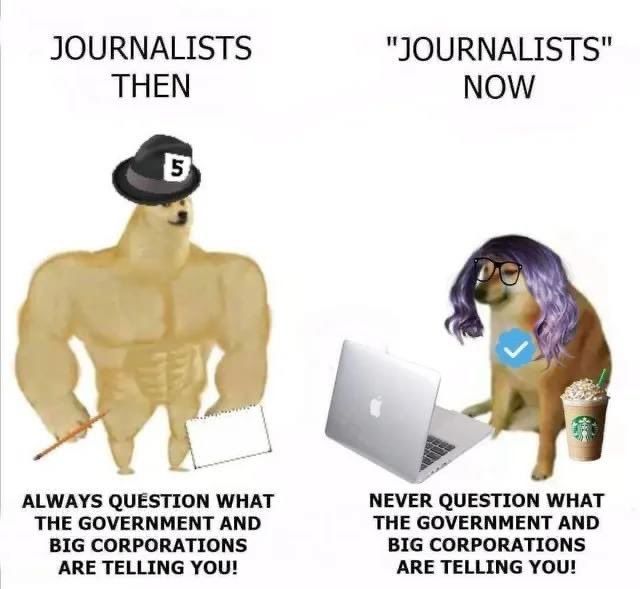 JOURNALISTS
THEN
"JOURNALISTS"
NOW
5
ALWAYS QUESTION WHAT
THE GOVERNMENT AND
BIG CORPORATIONS
ARE TELLING YOU!
NEVER QUESTION WHAT
THE GOVERNMENT AND
BIG CORPORATIONS
ARE TELLING YOU!